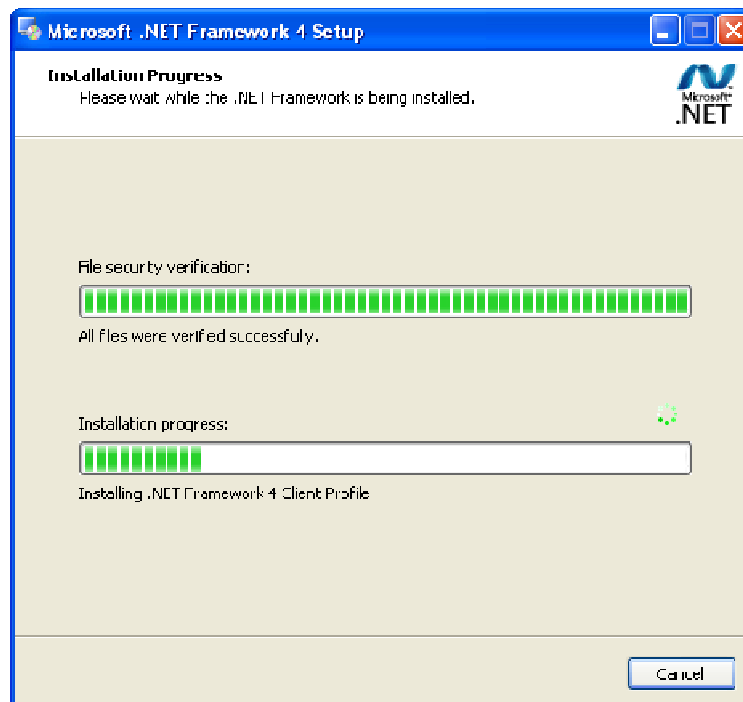 Microsoft .NET Framework 4 Setup
Installation Progress
Please wait while the .NET Framework is being installed.
Microsoft
.NET
File security verification:
All files were verified successfully.
Installation progress:
Installing .NET Framework 4 Client Profile
Cancel